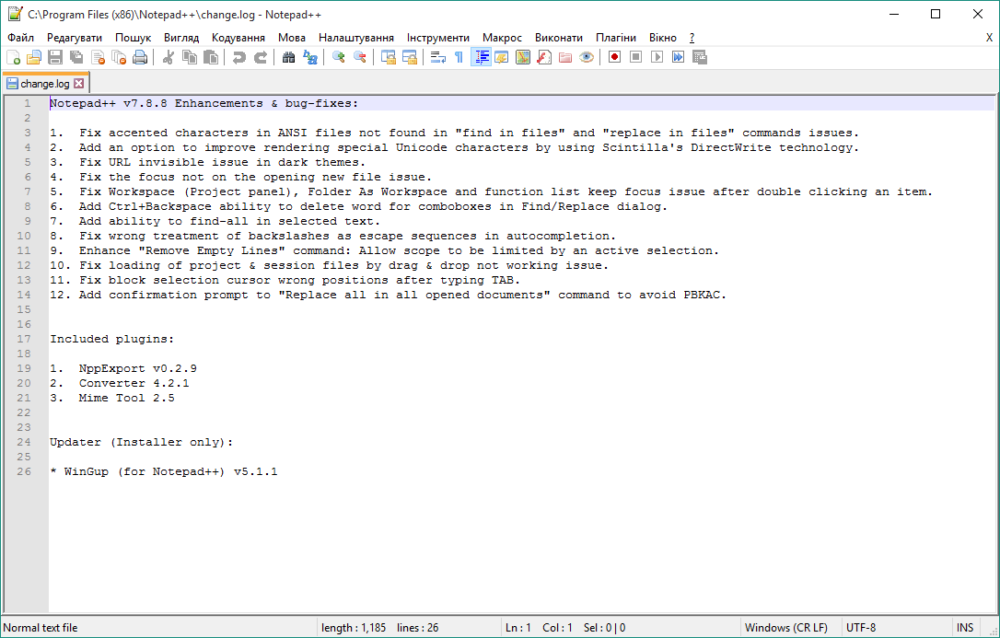 C:\Program Files (x86)\Notepad++\change.log - Notepad++
Файл Редагувати Пошук Вигляд Кодування Мова Налаштування Інструменти Макрос Виконати Плагіни Вікно ? X
change.log
1 Notepad++ v7.8.8 Enhancements & bug-fixes:
2
3 1. Fix accented characters in ANSI files not found in "find in files" and "replace in files" commands issues.
4 2. Add an option to improve rendering special Unicode characters by using Scintilla's DirectWrite technology.
5 3. Fix URL invisible issue in dark themes.
6 4. Fix the focus not on the opening new file issue.
7 5. Fix Workspace (Project panel), Folder As Workspace and function list keep focus issue after double clicking an item.
8 6. Add Ctrl+Backspace ability to delete word for comboboxes in Find/Replace dialog.
9 7. Add ability to find-all in selected text.
10 8. Fix wrong treatment of backslashes as escape sequences in autocompletion.
11 9. Enhance "Remove Empty Lines" command: Allow scope to be limited by an active selection.
12 10. Fix loading of project & session files by drag & drop not working issue.
13 11. Fix block selection cursor wrong positions after typing TAB.
14 12. Add confirmation prompt to "Replace all in all opened documents" command to avoid PBKAC.
15
16
17 Included plugins:
18
19 1. NppExport v0.2.9
20 2. Converter 4.2.1
21 3. Mime Tool 2.5
22
23
24 Updater (Installer only):
25
26 * WinGup (for Notepad++) v5.1.1
Normal text file length : 1,185 lines : 26 Ln : 1 Col : 1 Sel : 0 | 0 Windows (CR LF) UTF-8 INS